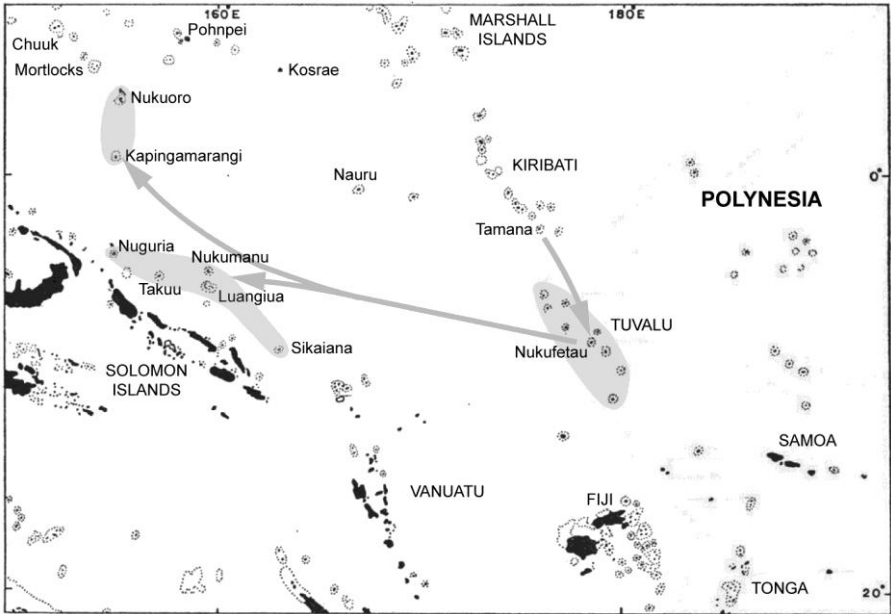 160 E
180 E
MARSHALL
ISLANDS
Pohnpei
Chuuk
Mortlocks
Kosrae
Nukuoro
Kapingamarangi
KIRIBATI
Nauru
0°
POLYNESIA
Tamana
Nuguria
Nukumanu
Takuu
Luangiua
TUVALU
Nukufetau
Sikaiana
SOLOMON
ISLANDS
SAMOA
VANUATU
FIJI
TONGA
20°